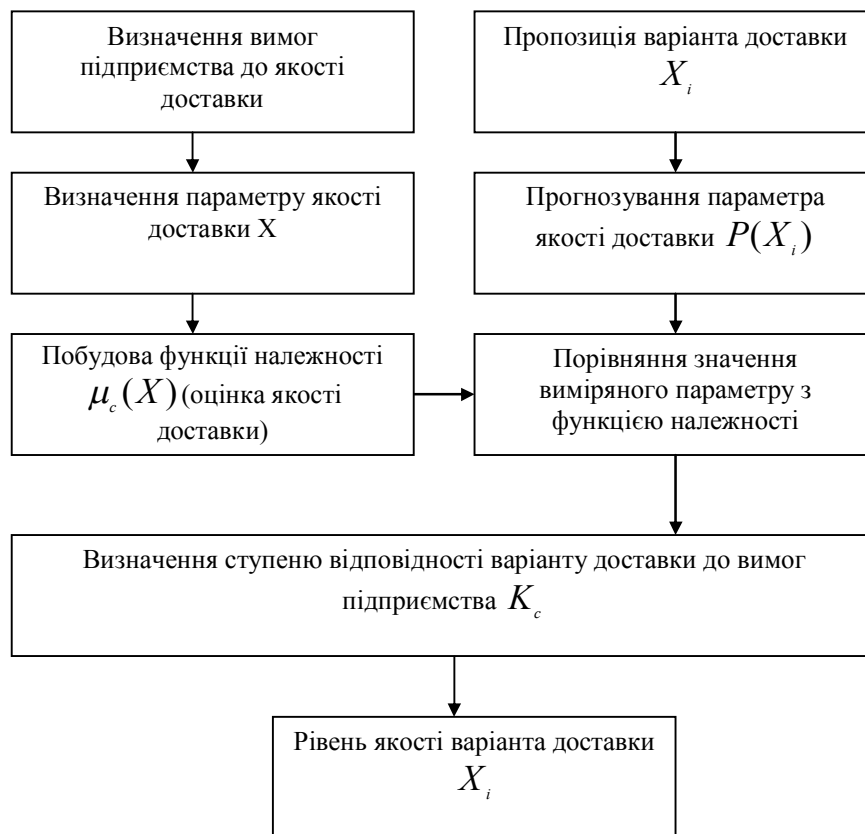 Визначення вимог
підприємства до якості
доставки
Пропозиція варіанта доставки
X_i
Визначення параметру якості
доставки X
Прогнозування параметра
якості доставки P(X_i)
Побудова функції належності
μ_c(X) (оцінка якості
доставки)
Порівняння значення
виміряного параметру з
функцією належності
Визначення ступеню відповідності варіанту доставки до вимог
підприємства K_c
Рівень якості варіанта доставки
X_i